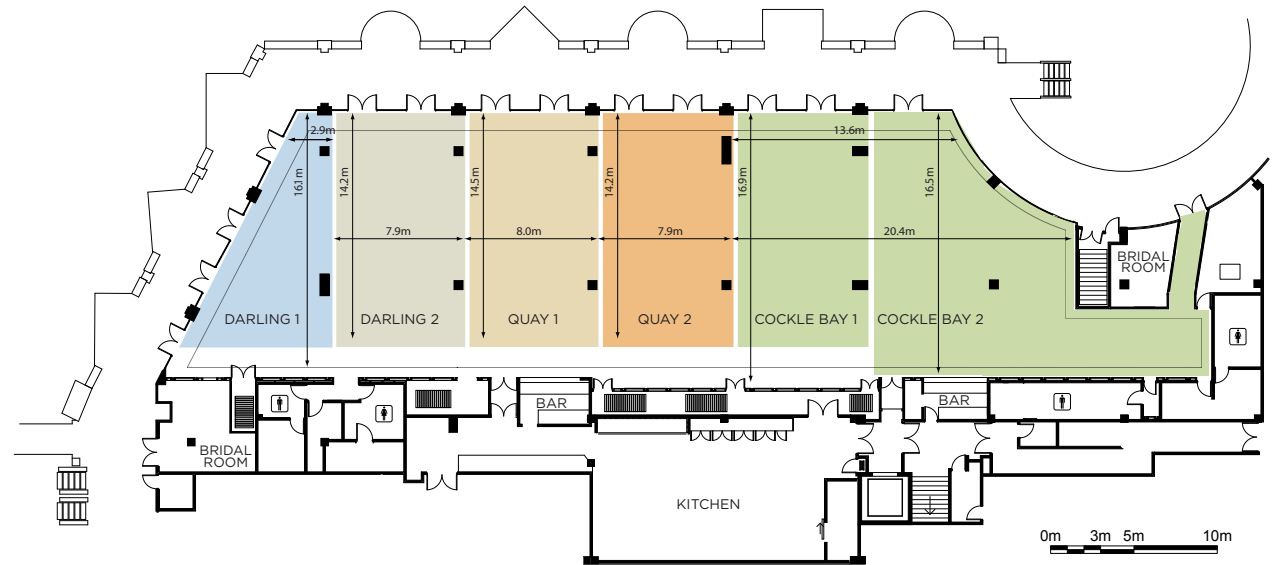 2.9m
13.6m
16.1m
14.2m
14.5m
14.2m
16.9m
16.5m
7.9m
8.0m
7.9m
20.4m
BRIDAL
ROOM
DARLING 1
DARLING 2
QUAY 1
QUAY 2
COCKLE BAY 1
COCKLE BAY 2
BAR
BAR
BRIDAL
ROOM
KITCHEN
0m 3m 5m 10m